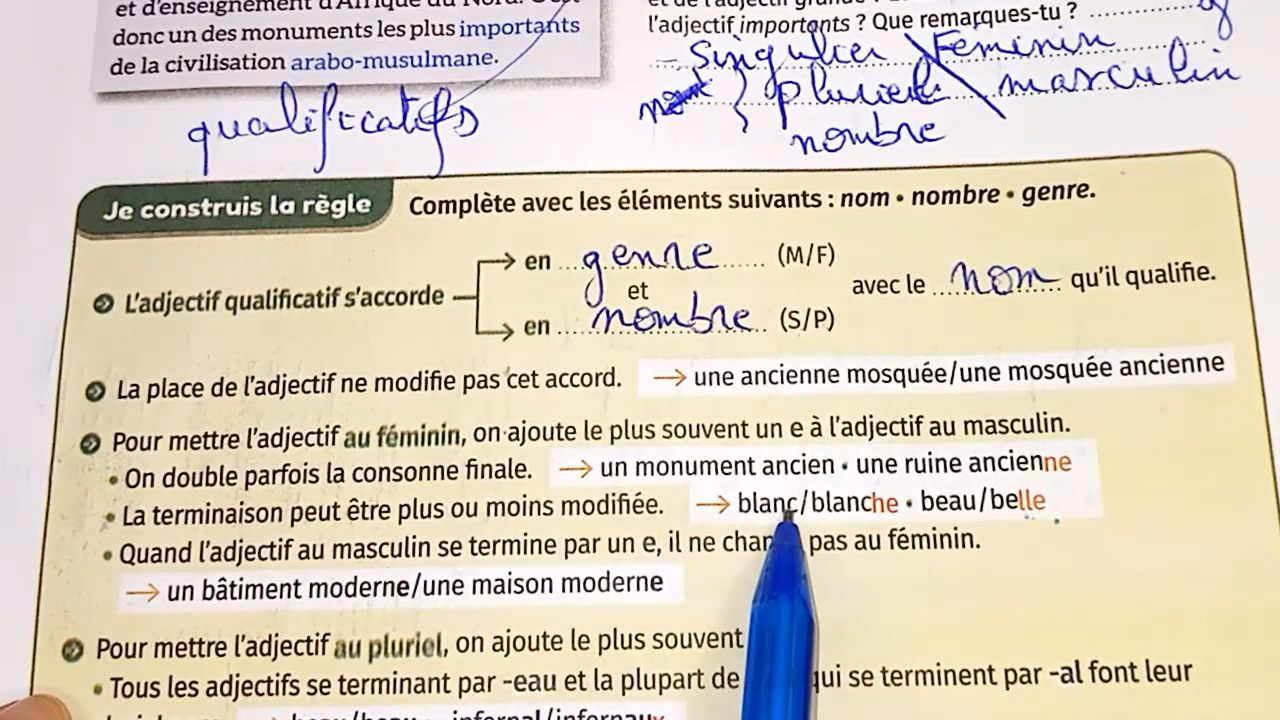 et d'enseignement d'Afrique du Nord. C'est
donc un des monuments les plus importants
de la civilisation arabo-musulmane.
l'adjectif importants ? Que remarques-tu ?
- Singulier \ Féminin
} pluriel \ masculin
nombre
qualificatifs
Je construis la règle Complète avec les éléments suivants : nom • nombre • genre.
L'adjectif qualificatif s'accorde
en genre (M/F)
et
en nombre (S/P)
avec le nom qu'il qualifie.
La place de l'adjectif ne modifie pas cet accord. → une ancienne mosquée/une mosquée ancienne
Pour mettre l'adjectif au féminin, on ajoute le plus souvent un e à l'adjectif au masculin.
• On double parfois la consonne finale. → un monument ancien • une ruine ancienne
• La terminaison peut être plus ou moins modifiée. → blanc/blanche • beau/belle
• Quand l'adjectif au masculin se termine par un e, il ne chan pas au féminin.
→ un bâtiment moderne/une maison moderne
Pour mettre l'adjectif au pluriel, on ajoute le plus souvent
• Tous les adjectifs se terminant par -eau et la plupart de qui se terminent par -al font leur